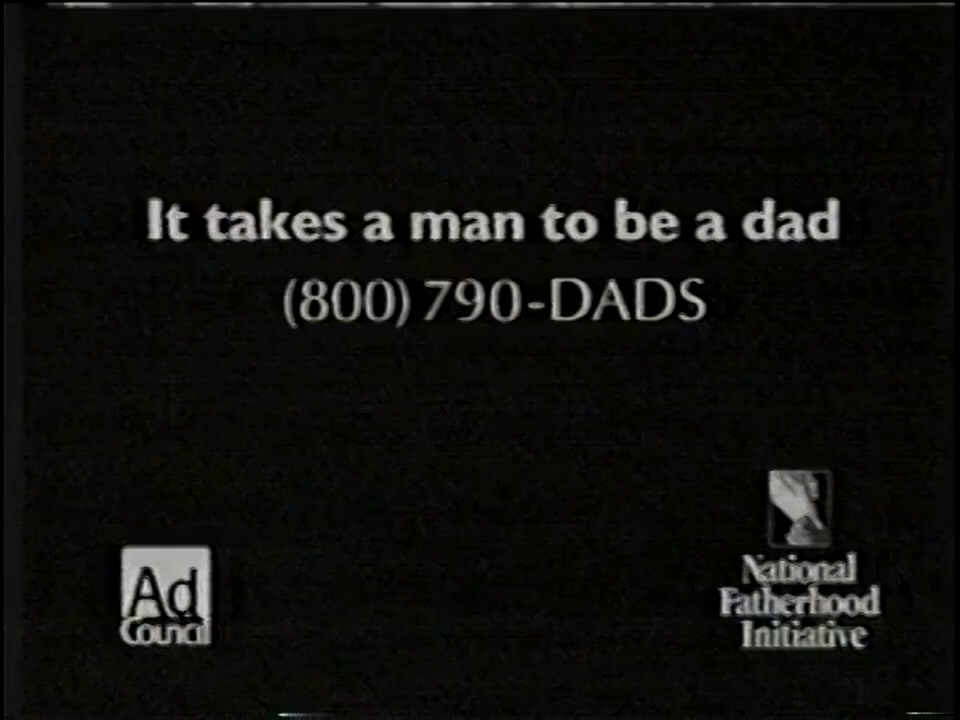 It takes a man to be a dad
(800) 790-DADS
Ad
Council
National
Fatherhood
Initiative